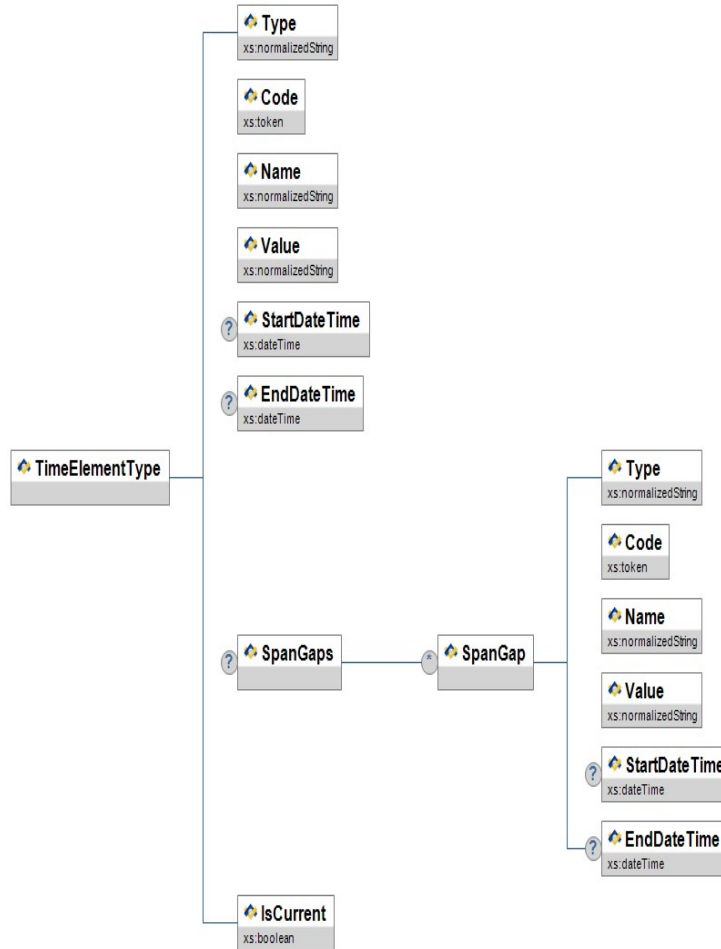 Type
xs:normalizedString
Code
xs:token
Name
xs:normalizedString
Value
xs:normalizedString
? StartDateTime
xs:dateTime
? EndDateTime
xs:dateTime
TimeElementType
? SpanGaps
* SpanGap
Type
xs:normalizedString
Code
xs:token
Name
xs:normalizedString
Value
xs:normalizedString
? StartDateTime
xs:dateTime
? EndDateTime
xs:dateTime
IsCurrent
xs:boolean